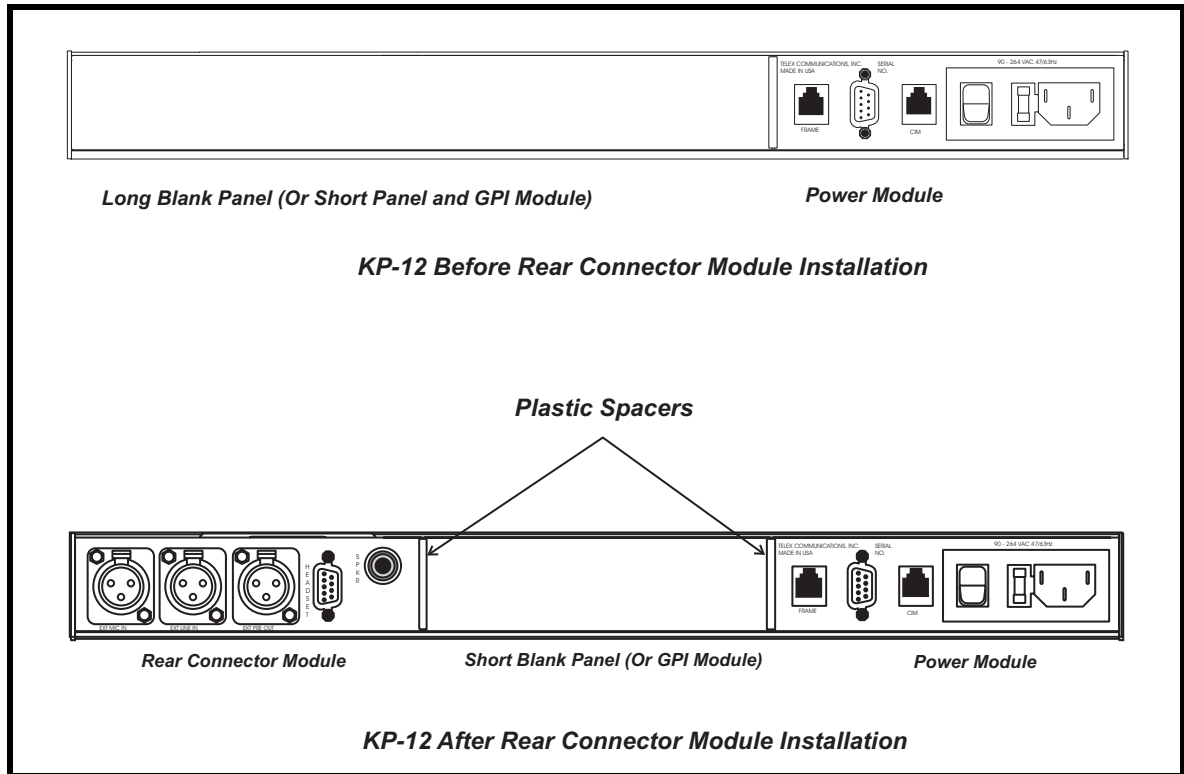 TELEX COMMUNICATIONS, INC.
MADE IN USA
SERIAL
NO.
90 - 264 VAC 47/63Hz
FRAME
CIM
Long Blank Panel (Or Short Panel and GPI Module)
Power Module
KP-12 Before Rear Connector Module Installation
Plastic Spacers
HEADSET
SPKR
TELEX COMMUNICATIONS, INC.
MADE IN USA
SERIAL
NO.
90 - 264 VAC 47/63Hz
EXT MIC IN
EXT LINE IN
EXT PRE OUT
FRAME
CIM
Rear Connector Module
Short Blank Panel (Or GPI Module)
Power Module
KP-12 After Rear Connector Module Installation